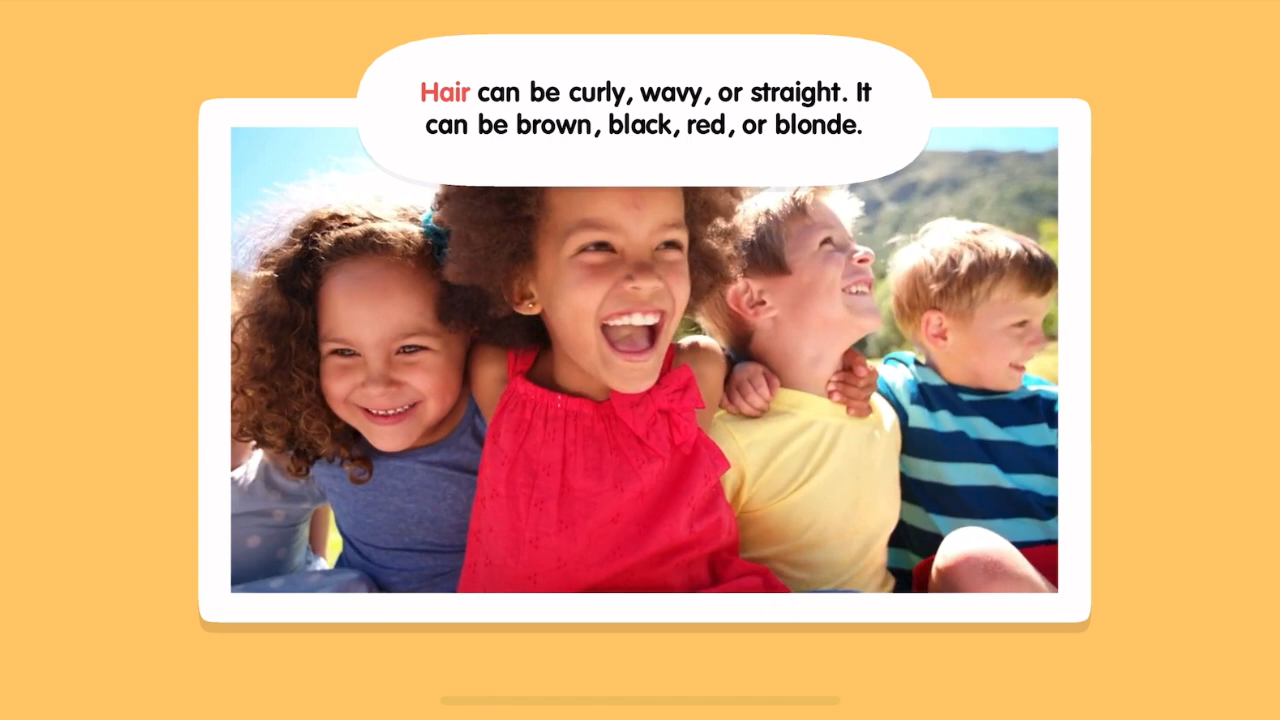 Hair can be curly, wavy, or straight. It
can be brown, black, red, or blonde.